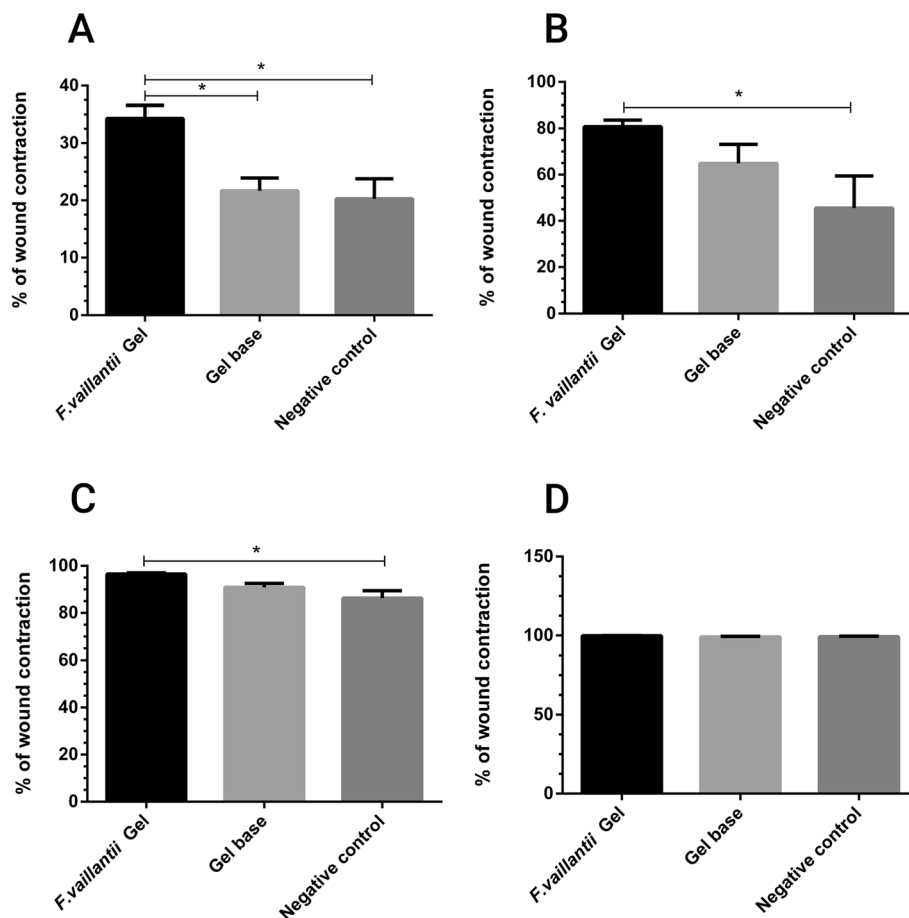 A
% of wound contraction
40
30
20
10
0
*
*
F.vaillantii Gel
Gel base
Negative control
B
% of wound contraction
100
80
60
40
20
0
*
F. vaillantii Gel
Gel base
Negative control
C
% of wound contraction
100
80
60
40
20
0
*
F.vaillantii Gel
Gel base
Negative control
D
% of wound contraction
150
100
50
0
F.vaillantii Gel
Gel base
Negative control